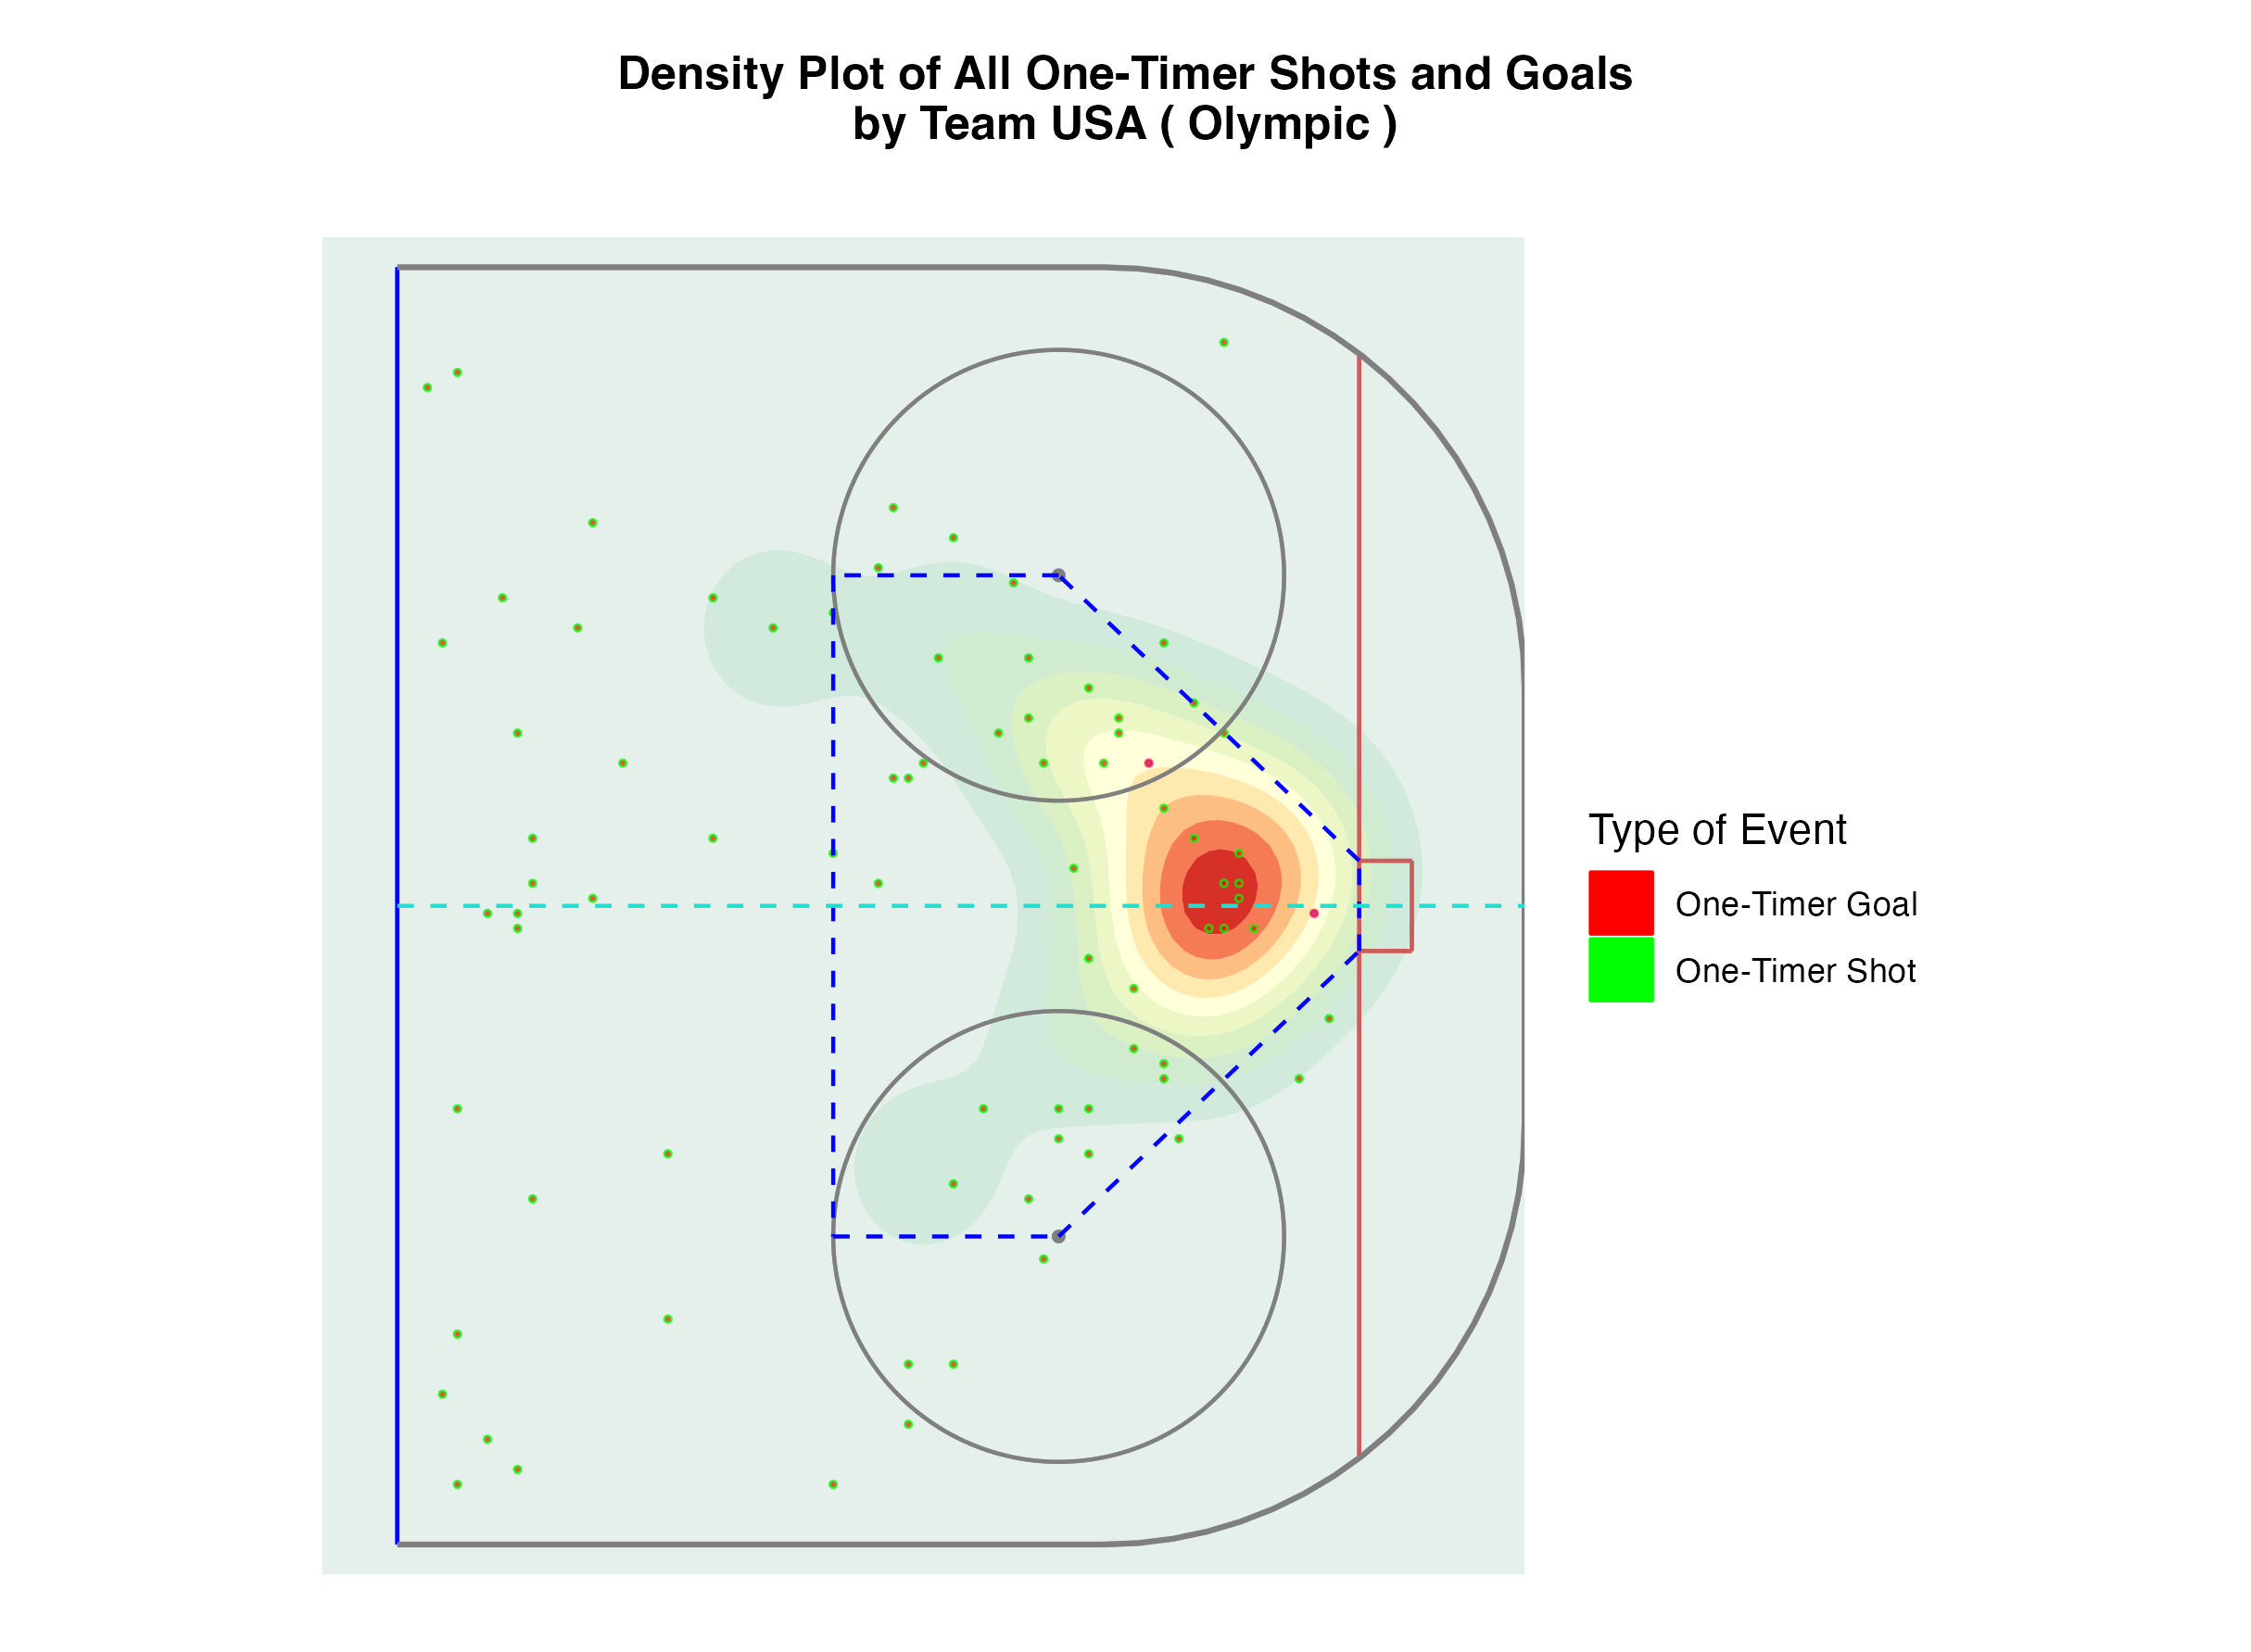 Density Plot of All One-Timer Shots and Goals
by Team USA ( Olympic )
Type of Event
One-Timer Goal
One-Timer Shot